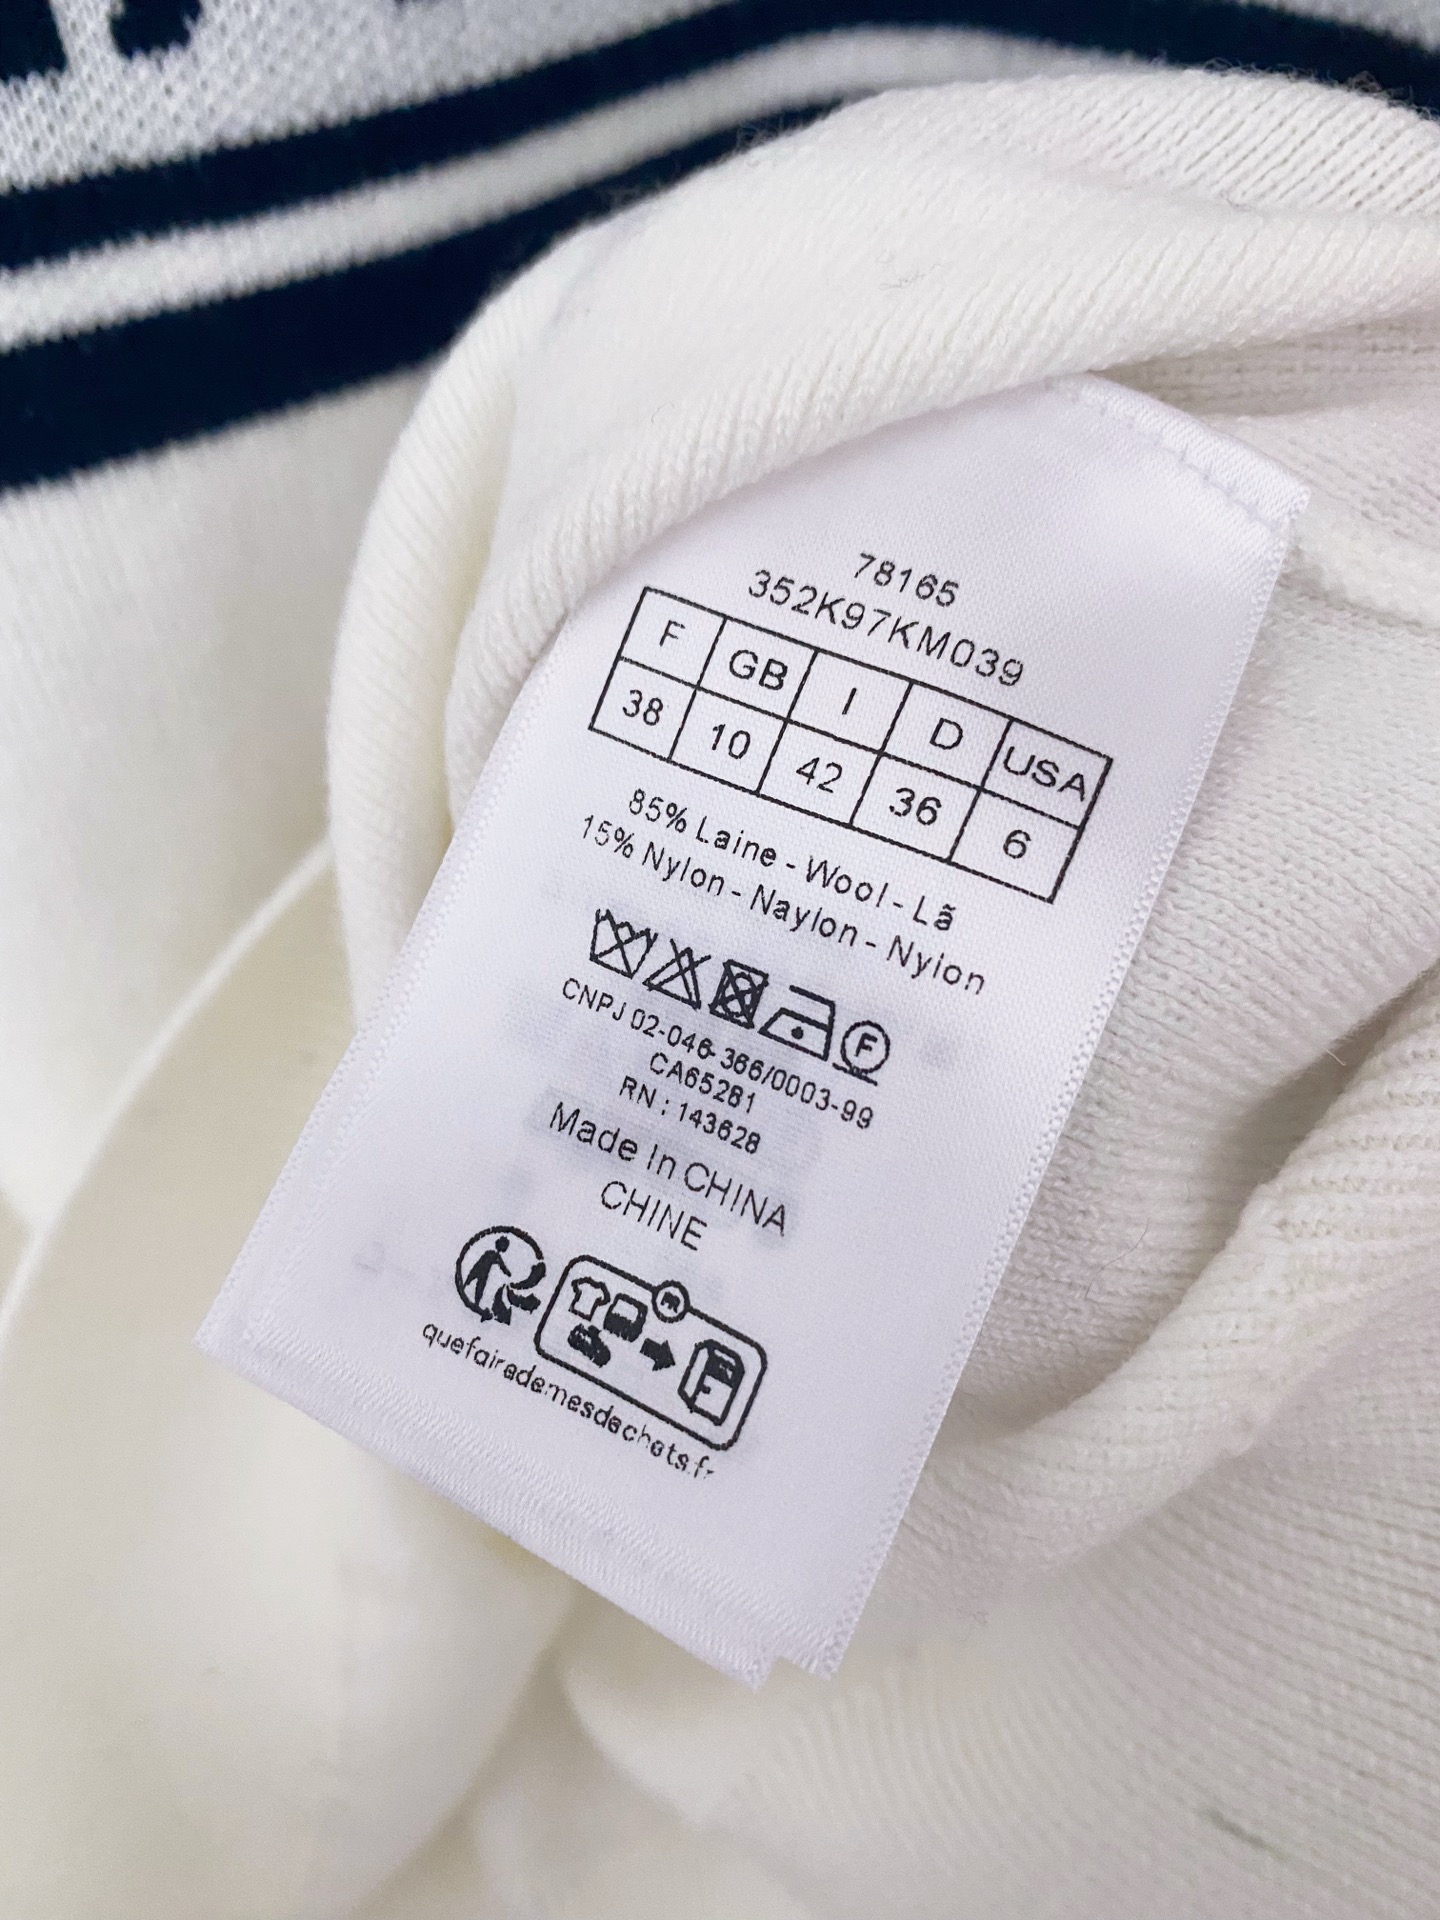 78165
352K97KM039
F GB I D USA
38 10 42 36 6
85% Laine - Wool - Lã
15% Nylon - Naylon - Nylon
F
CNPJ 02-046-366/0003-99
CA65281
RN : 143628
Made In CHINA
CHINE
FR
quefairedemesdechets.fr